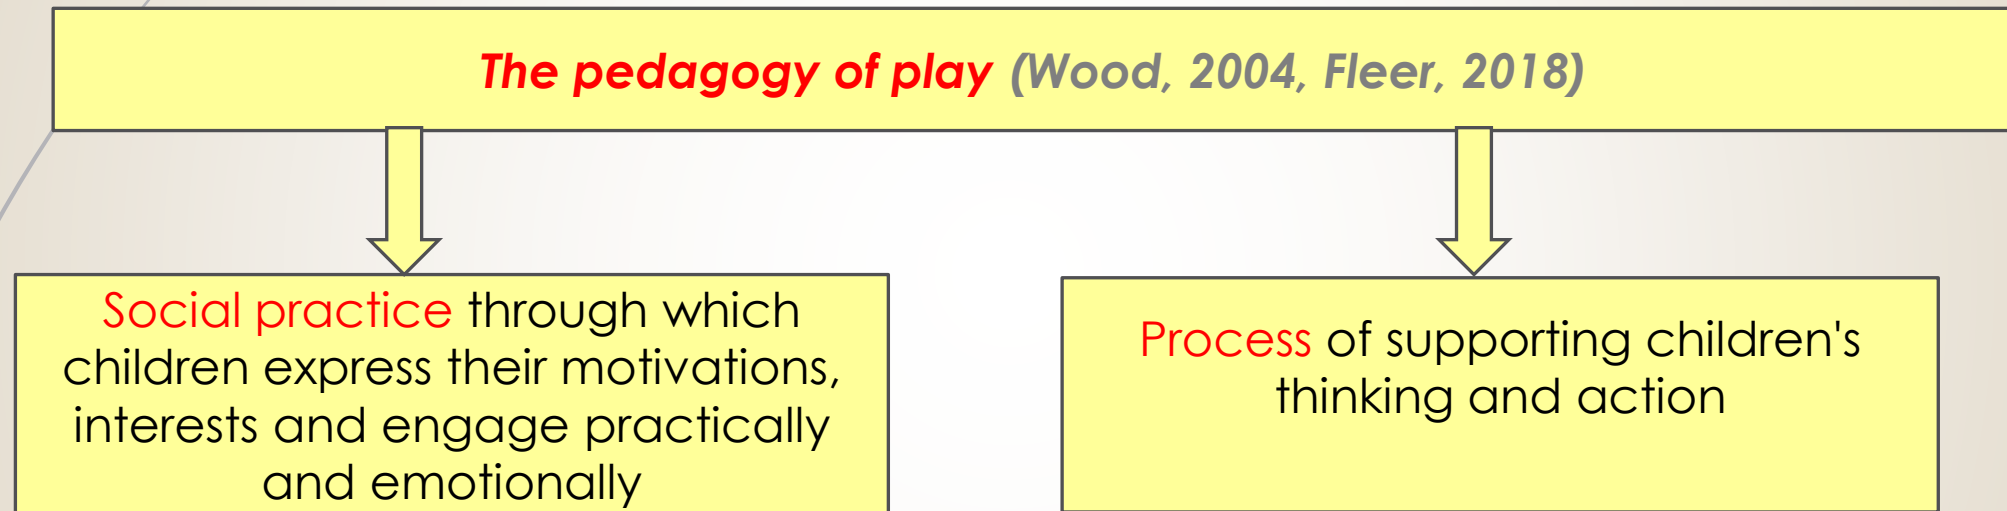 The pedagogy of play (Wood, 2004, Fleer, 2018)
Social practice through which
children express their motivations,
interests and engage practically
and emotionally
Process of supporting children's
thinking and action